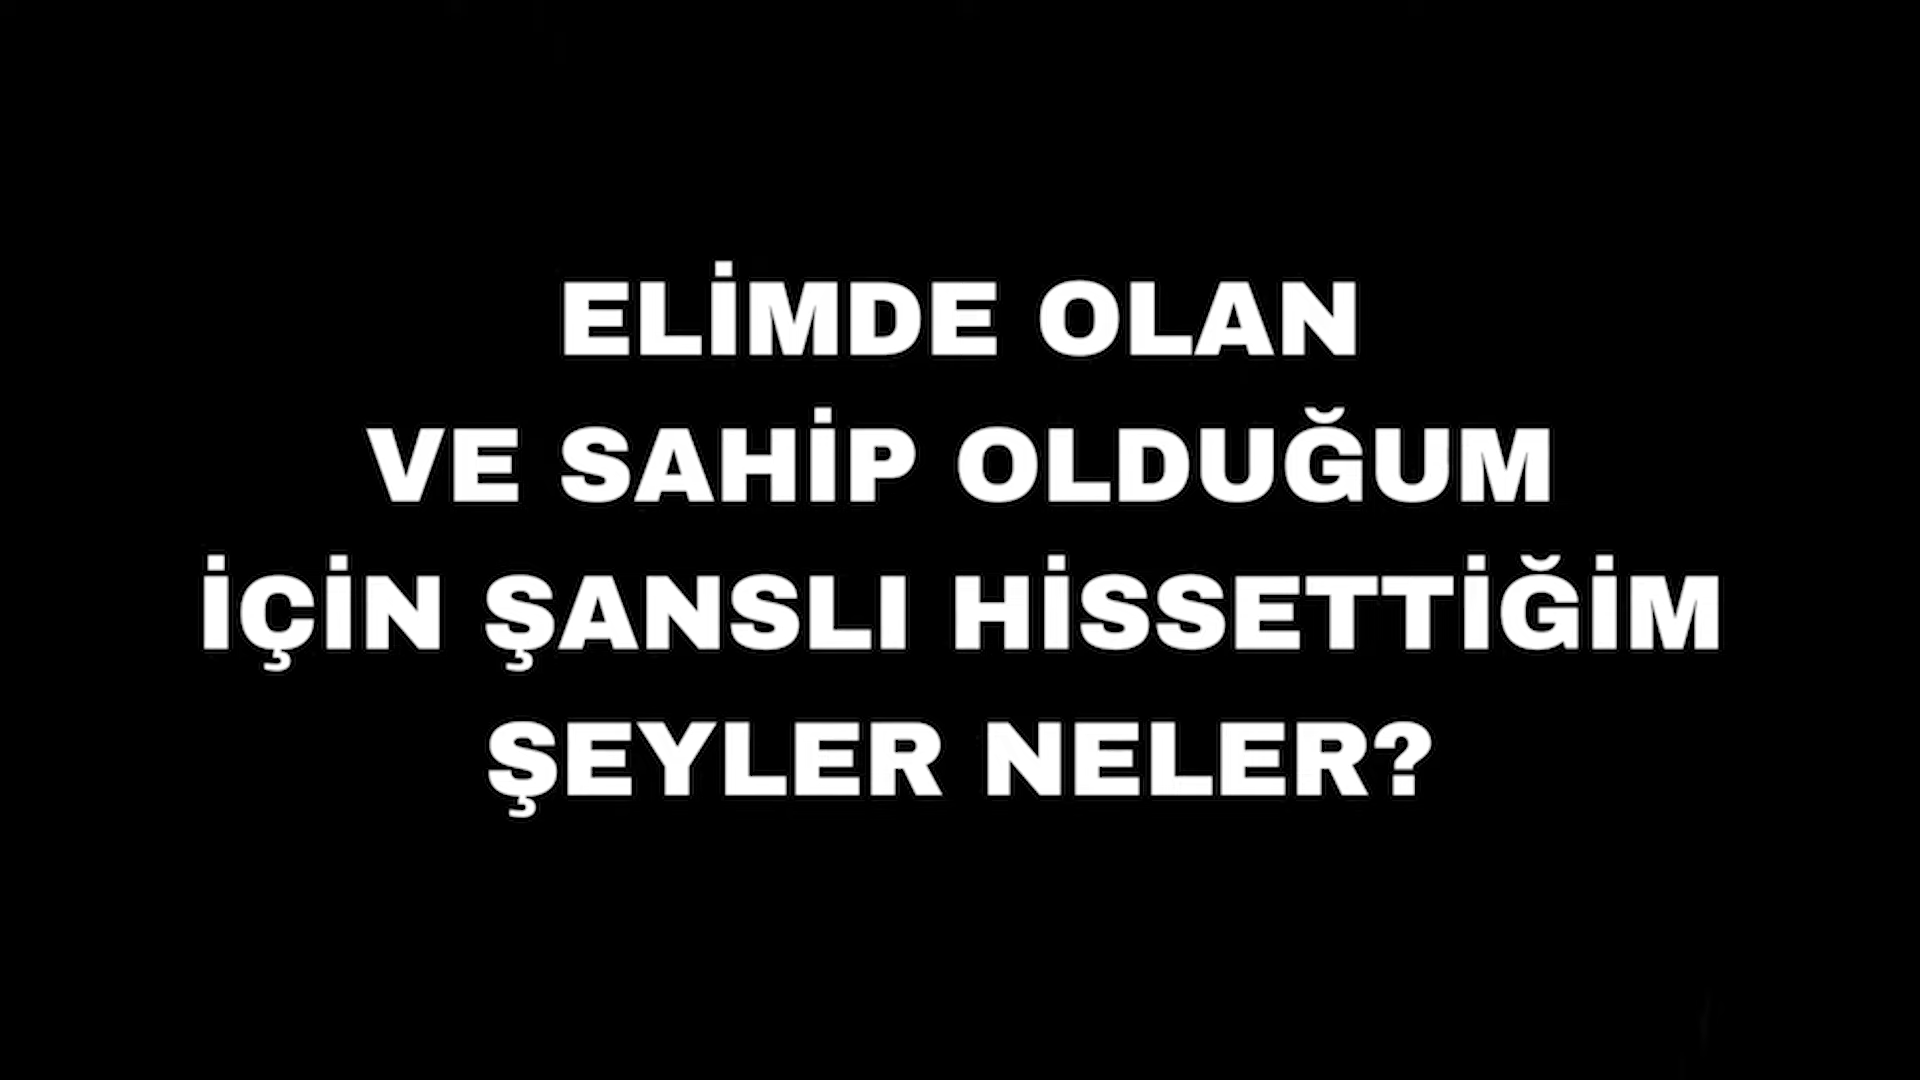 ELİMDE OLAN
VE SAHİP OLDUĞUM
İÇİN ŞANSLI HİSSETTİĞİM
ŞEYLER NELER?